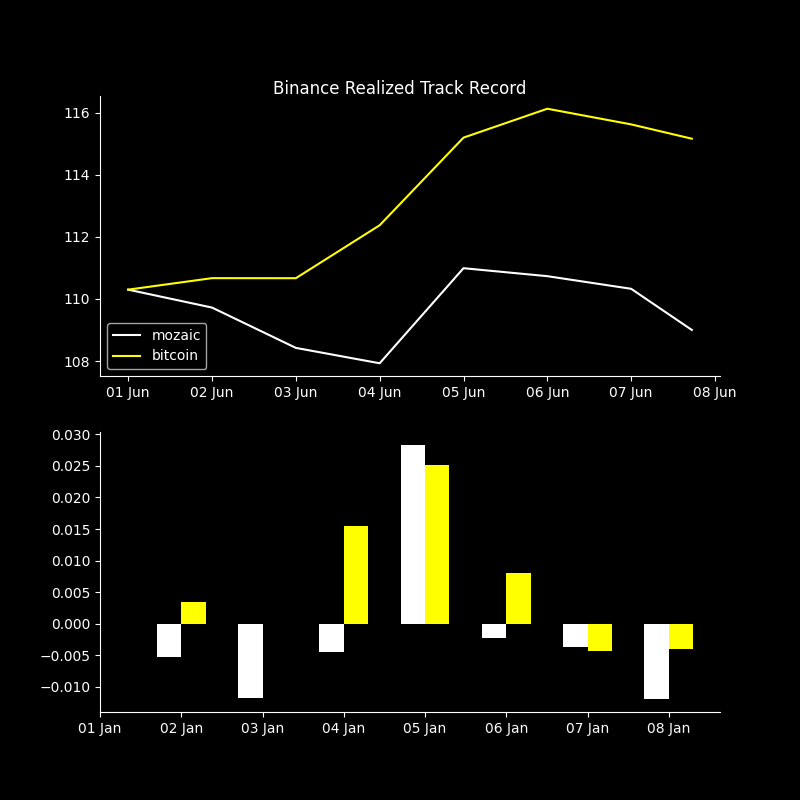 Binance Realized Track Record
116
114
112
110
108
mozaic
bitcoin
01 Jun 02 Jun 03 Jun 04 Jun 05 Jun 06 Jun 07 Jun 08 Jun
0.030
0.025
0.020
0.015
0.010
0.005
0.000
−0.005
−0.010
01 Jan 02 Jan 03 Jan 04 Jan 05 Jan 06 Jan 07 Jan 08 Jan